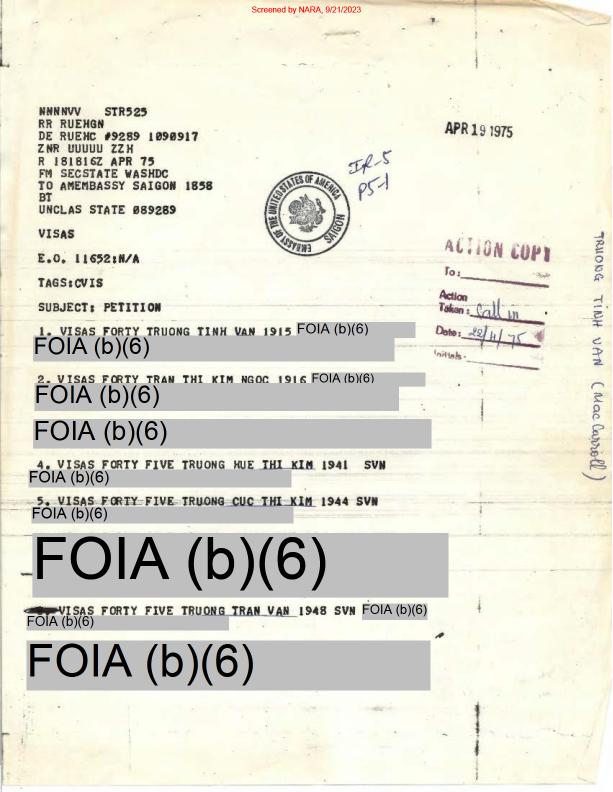 Screened by NARA, 9/21/2023
NNNNVV STR525
RR RUEHGN
DE RUEHC #9289 1090917
ZNR UUUUU ZZH
R 181816Z APR 75
FM SECSTATE WASHDC
TO AMEMBASSY SAIGON 1858
BT
UNCLAS STATE 089289
APR 19 1975
IR-5
P5-1
EMBASSY OF THE UNITED STATES OF AMERICA
SAIGON
VISAS
E.O. 11652:N/A
TAGS:CVIS
SUBJECT: PETITION
ACTION COPY
To:
Action
Taken: Call in
Date: 22/4/75
Initials:
TRUONG TINH VAN (Mac Carroll)
1. VISAS FORTY TRUONG TINH VAN 1915 FOIA (b)(6)
FOIA (b)(6)
2. VISAS FORTY TRAN THI KIM NGOC 1916 FOIA (b)(6)
FOIA (b)(6)
FOIA (b)(6)
4. VISAS FORTY FIVE TRUONG HUE THI KIM 1941 SVN
FOIA (b)(6)
5. VISAS FORTY FIVE TRUONG CUC THI KIM 1944 SVN
FOIA (b)(6)
FOIA (b)(6)
VISAS FORTY FIVE TRUONG TRAN VAN 1948 SVN FOIA (b)(6)
FOIA (b)(6)
FOIA (b)(6)